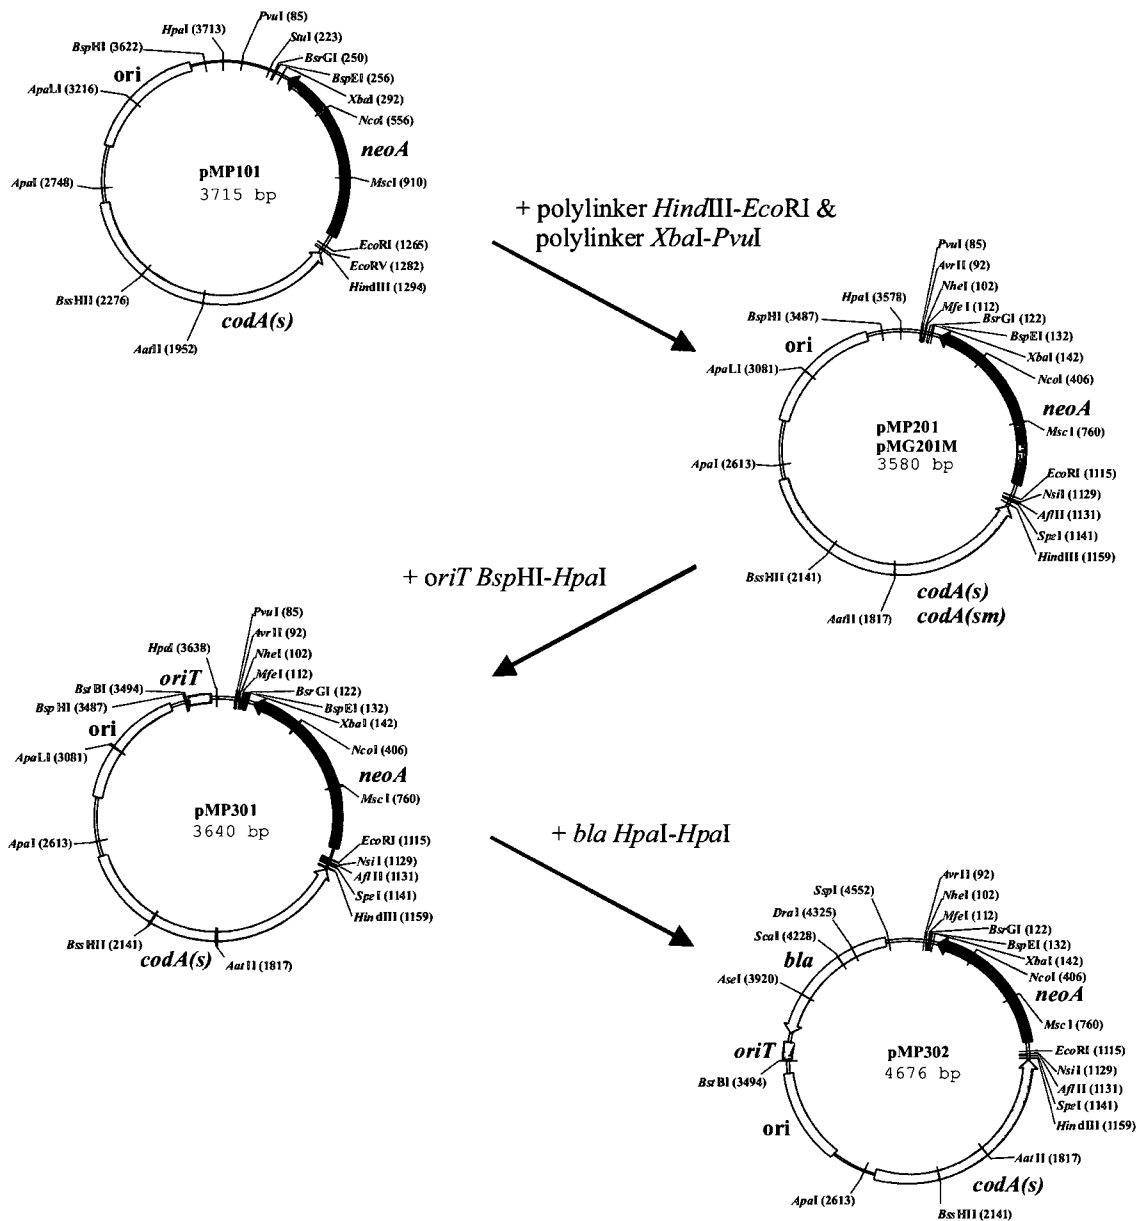 PvuI (85)
HpaI (3713)
StuI (223)
BspHI (3622)
BsrGI (250)
BspEI (256)
ori
XbaI (292)
ApaLI (3216)
NcoI (556)
neoA
pMP101
3715 bp
ApaI (2748)
MscI (910)
EcoRI (1265)
EcoRV (1282)
HindIII (1294)
BssHII (2276)
codA(s)
AatII (1952)
+ polylinker HindIII-EcoRI &
polylinker XbaI-PvuI
PvuI (85)
AvrII (92)
NheI (102)
HpaI (3578)
MfeI (112)
BspHI (3487)
BsrGI (122)
BspEI (132)
ori
XbaI (142)
ApaLI (3081)
NcoI (406)
neoA
pMP201
pMG201M
3580 bp
MscI (760)
ApaI (2613)
EcoRI (1115)
NsiI (1129)
AflII (1131)
SpeI (1141)
HindIII (1159)
BssHII (2141)
codA(s)
codA(sm)
AatII (1817)
+ oriT BspHI-HpaI
PvuI (85)
AvrII (92)
HpaI (3638)
NheI (102)
oriT
MfeI (112)
BstBI (3494)
BsrGI (122)
BspHI (3487)
BspEI (132)
ori
XbaI (142)
ApaLI (3081)
NcoI (406)
neoA
pMP301
3640 bp
MscI (760)
ApaI (2613)
EcoRI (1115)
NsiI (1129)
AflII (1131)
SpeI (1141)
HindIII (1159)
BssHII (2141)
codA(s)
AatII (1817)
+ bla HpaI-HpaI
AvrII (92)
SspI (4552)
NheI (102)
DraI (4325)
MfeI (112)
BsrGI (122)
ScaI (4228)
BspEI (132)
bla
XbaI (142)
NcoI (406)
AseI (3920)
neoA
MscI (760)
oriT
pMP302
4676 bp
EcoRI (1115)
BstBI (3494)
NsiI (1129)
AflII (1131)
SpeI (1141)
ori
HindIII (1159)
AatII (1817)
codA(s)
ApaI (2613)
BssHII (2141)